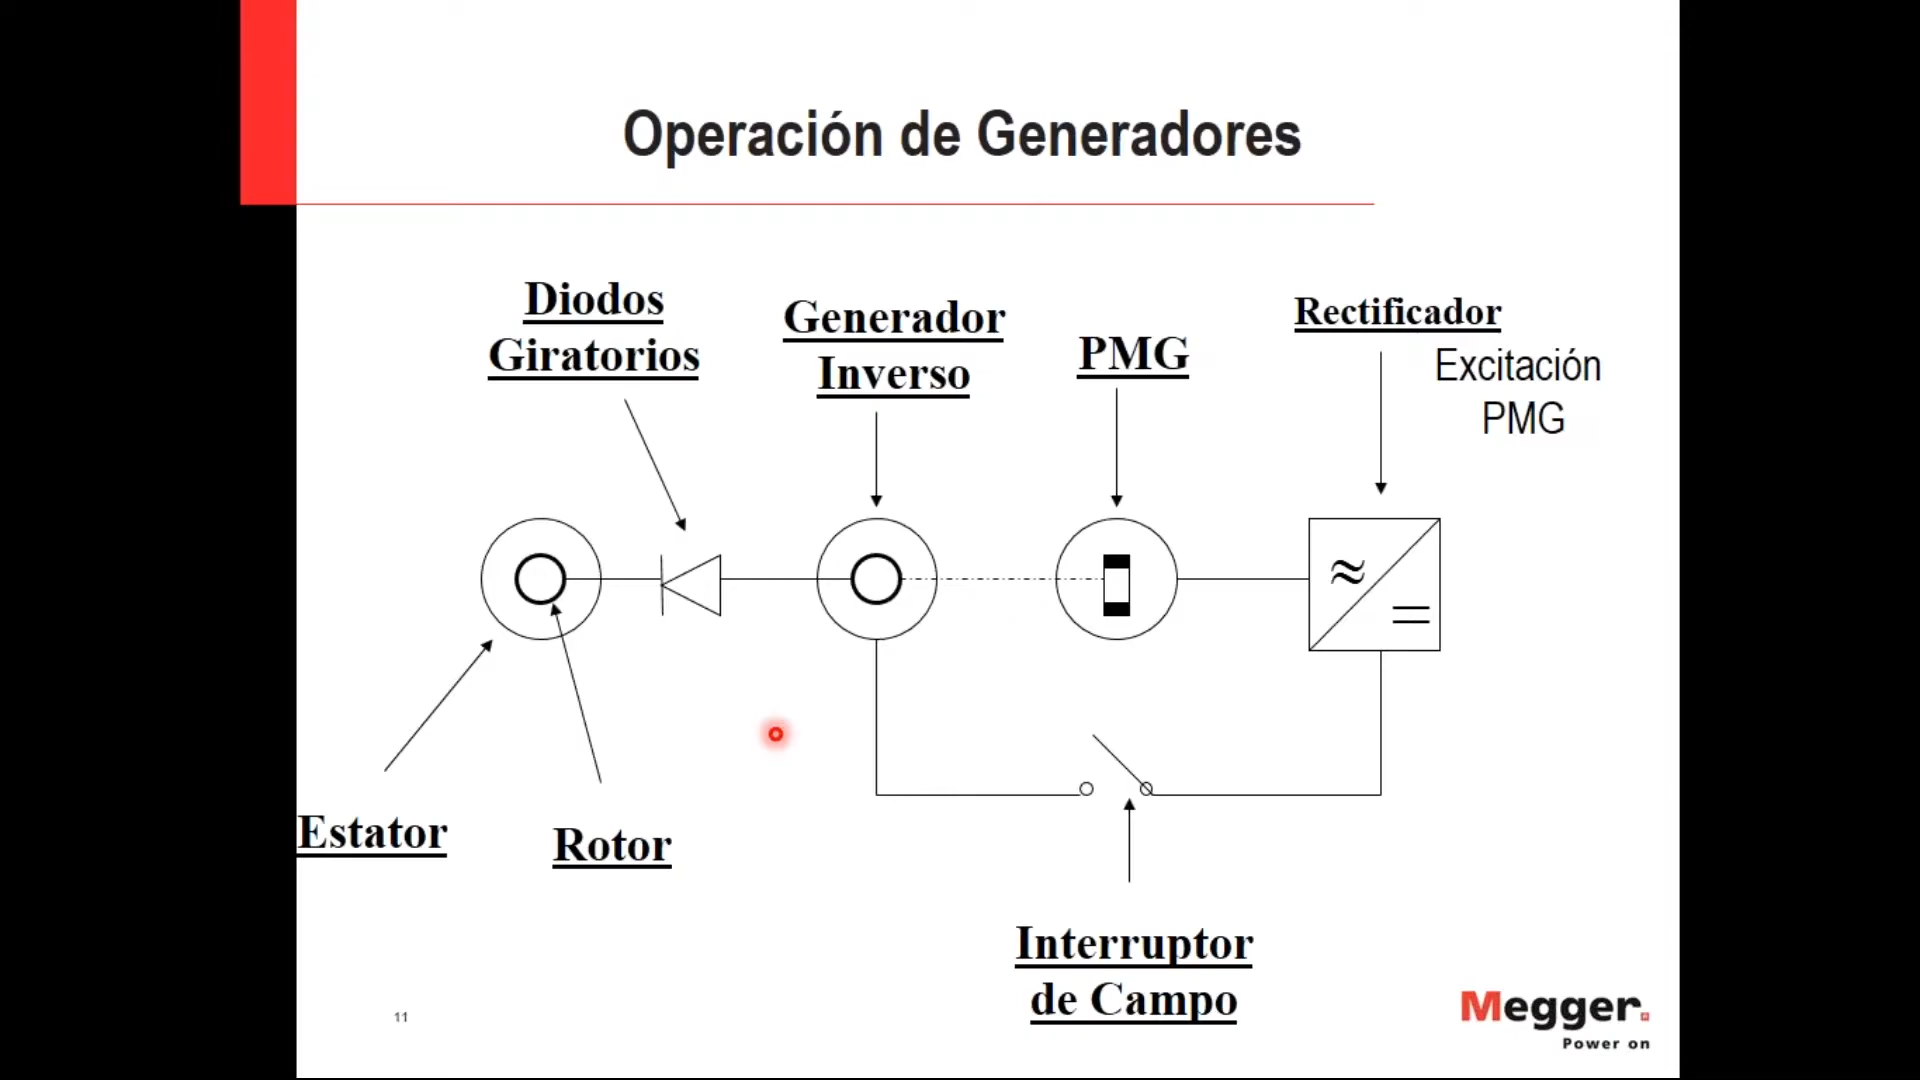 Operación de Generadores
Diodos
Giratorios
Generador
Inverso
PMG
Rectificador
Excitación
PMG
Estator
Rotor
Interruptor
de Campo
11
Megger.
Power on